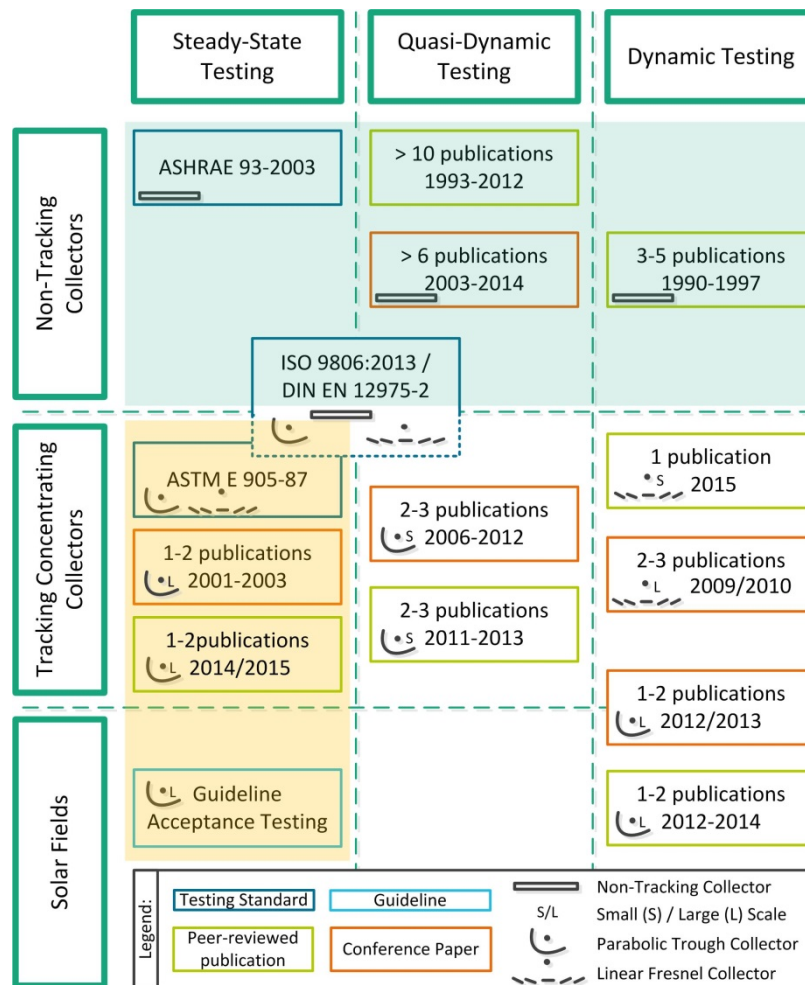 Steady-State
Testing
Quasi-Dynamic
Testing
Dynamic Testing
Non-Tracking
Collectors
ASHRAE 93-2003
> 10 publications
1993-2012
> 6 publications
2003-2014
3-5 publications
1990-1997
ISO 9806:2013 /
DIN EN 12975-2
Tracking Concentrating
Collectors
ASTM E 905-87
1-2 publications
L 2001-2003
1-2publications
L 2014/2015
2-3 publications
S 2006-2012
2-3 publications
S 2011-2013
1 publication
S 2015
2-3 publications
L 2009/2010
1-2 publications
L 2012/2013
Solar Fields
L Guideline
Acceptance Testing
1-2 publications
L 2012-2014
Legend:
Testing Standard
Guideline
Peer-reviewed
publication
Conference Paper
Non-Tracking Collector
S/L Small (S) / Large (L) Scale
Parabolic Trough Collector
Linear Fresnel Collector